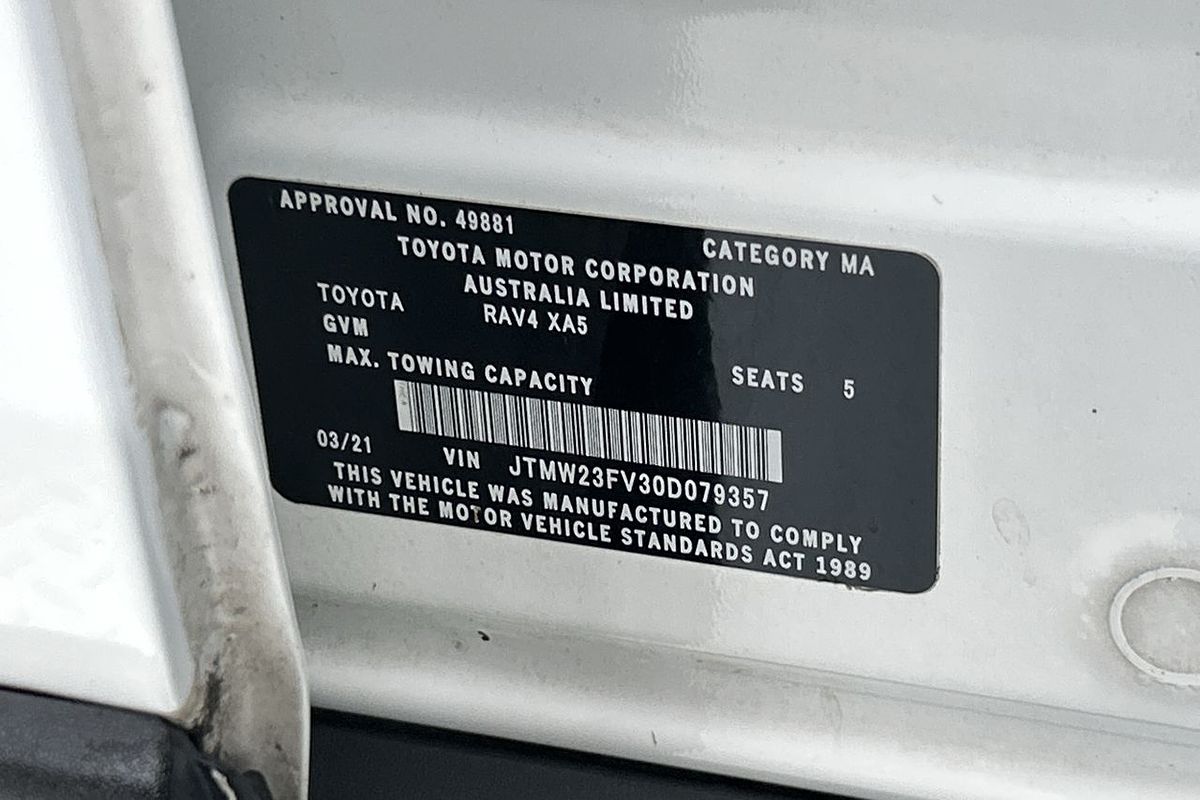 APPROVAL NO. 49881
CATEGORY MA
TOYOTA MOTOR CORPORATION
AUSTRALIA LIMITED
TOYOTA RAV4 XA5
GVM
MAX. TOWING CAPACITY SEATS 5
03/21 VIN JTMW23FV30D079357
THIS VEHICLE WAS MANUFACTURED TO COMPLY
WITH THE MOTOR VEHICLE STANDARDS ACT 1989